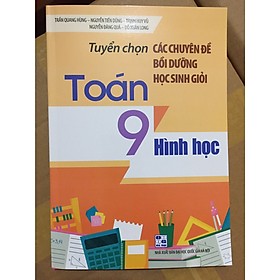 TRẦN QUANG HÙNG - NGUYỄN TIẾN DŨNG - TRỊNH HUY VŨ
NGUYỄN ĐĂNG QUẢ - ĐỖ XUÂN LONG
Tuyển chọn
CÁC CHUYÊN ĐỀ
BỒI DƯỠNG
HỌC SINH GIỎI
Toán
9
Hình học
NHÀ XUẤT BẢN ĐẠI HỌC QUỐC GIA HÀ NỘI